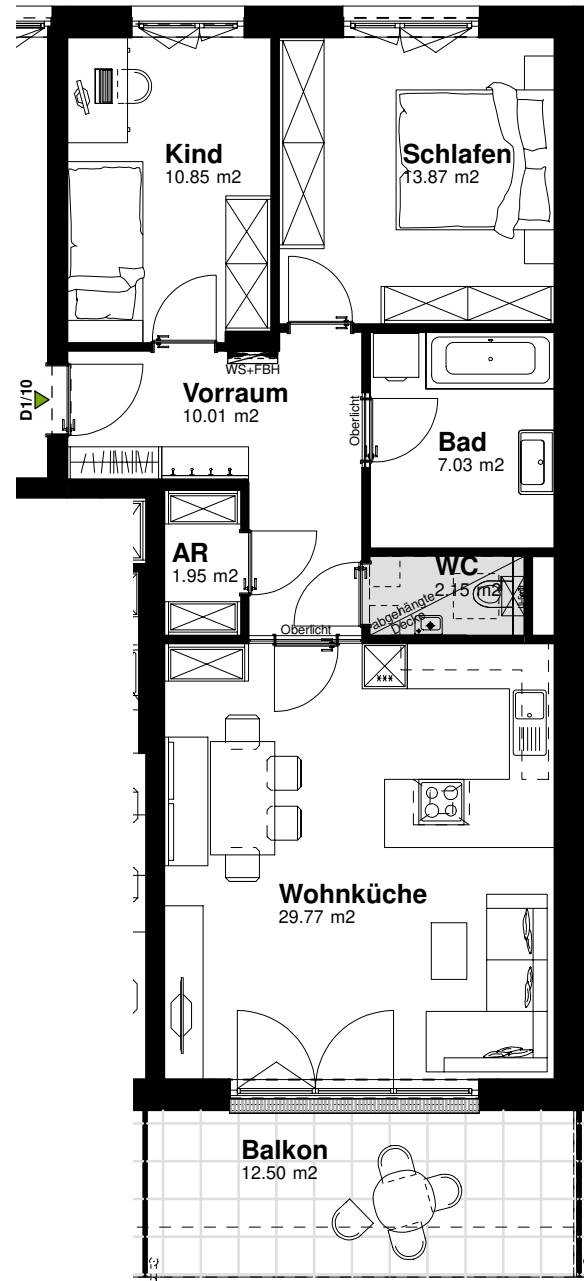 Kind
10.85 m2
Schlafen
13.87 m2
WS+FBH
D1/10
Vorraum
10.01 m2
Oberlicht
Bad
7.03 m2
AR
1.95 m2
WC
2.15 m2
abgehängte
Decke
Oberlicht
***
Wohnküche
29.77 m2
Balkon
12.50 m2